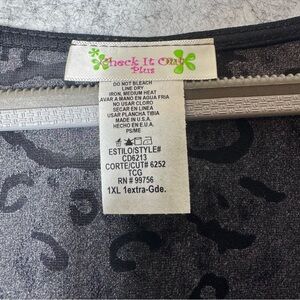 Check It Out
Plus
DO NOT BLEACH
LINE DRY
IRON, MEDIUM HEAT
LAVAR A MANO EN AGUA FRIA
NO USAR CLORO
SECAR EN LINEA
USAR PLANCHA TIBIA
MADE IN U.S.A.
HECHO EN E.U.A.
PS/ME
ESTILO/STYLE#
CD6213
CORTE/CUT# 6252
TCG
RN # 99756
1XL 1extra-Gde.